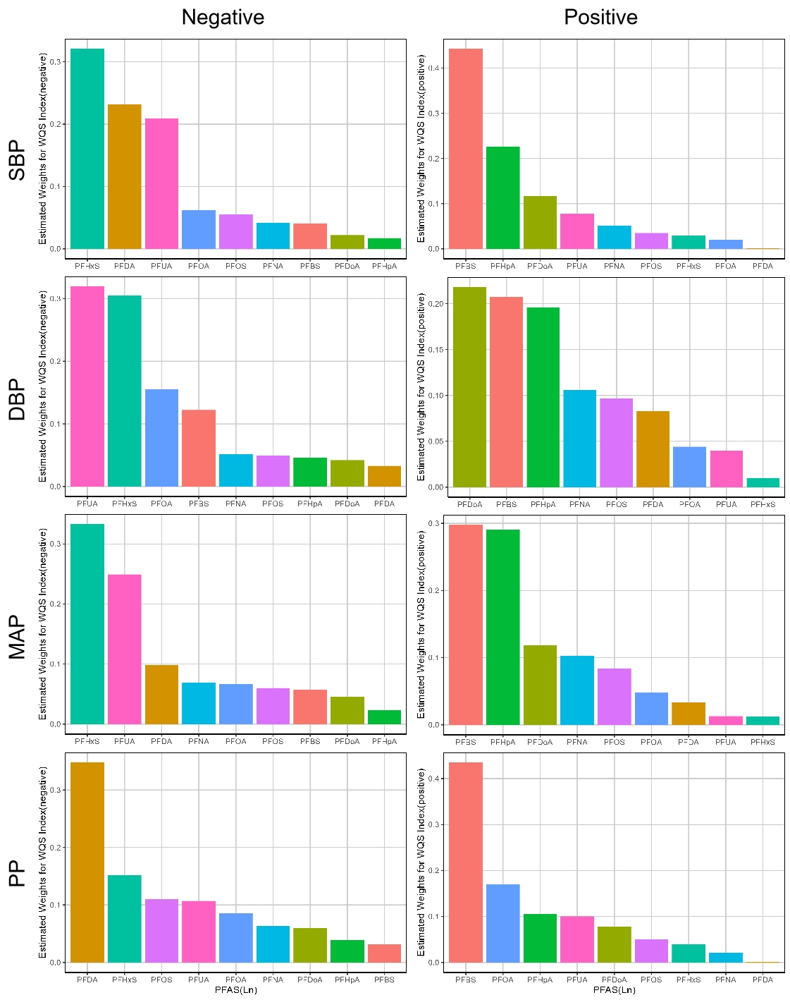 Negative Positive
SBP
Estimated Weights for WQS Index(negative)
0.3
0.2
0.1
0.0
PFHxS PFDA PFUA PFOA PFOS PFNA PFBS PFDoA PFHpA
Estimated Weights for WQS Index(positive)
0.4
0.3
0.2
0.1
0.0
PFBS PFHpA PFDoA PFUA PFNA PFOS PFHxS PFOA PFDA
DBP
Estimated Weights for WQS Index(negative)
0.3
0.2
0.1
0.0
PFUA PFHxS PFOA PFBS PFNA PFOS PFHpA PFDoA PFDA
Estimated Weights for WQS Index(positive)
0.20
0.15
0.10
0.05
0.00
PFDoA PFBS PFHpA PFNA PFOS PFDA PFOA PFUA PFHxS
MAP
Estimated Weights for WQS Index(negative)
0.3
0.2
0.1
0.0
PFHxS PFUA PFDA PFNA PFOA PFOS PFBS PFDoA PFHpA
Estimated Weights for WQS Index(positive)
0.3
0.2
0.1
0.0
PFBS PFHpA PFDoA PFNA PFOS PFOA PFDA PFUA PFHxS
PP
Estimated Weights for WQS Index(negative)
0.3
0.2
0.1
0.0
PFDA PFHxS PFOS PFUA PFOA PFNA PFDoA PFHpA PFBS
PFAS(Ln)
Estimated Weights for WQS Index(positive)
0.4
0.3
0.2
0.1
0.0
PFBS PFOA PFHpA PFUA PFDoA PFOS PFHxS PFNA PFDA
PFAS(Ln)